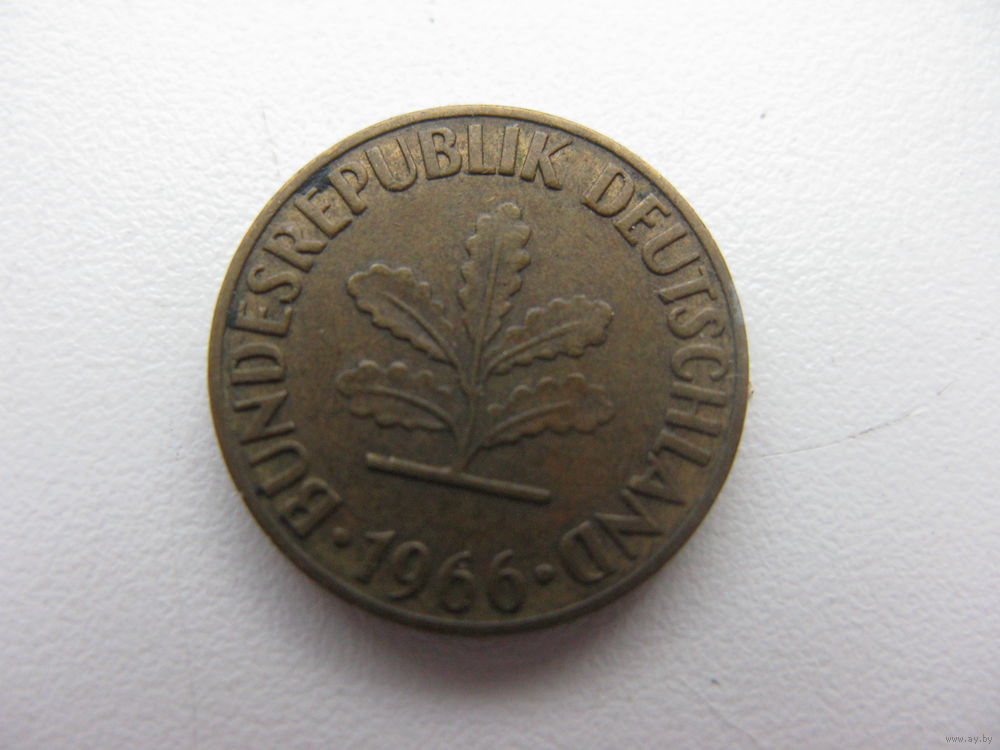 BUNDESREPUBLIK DEUTSCHLAND
· 1966 ·
www.ay.by